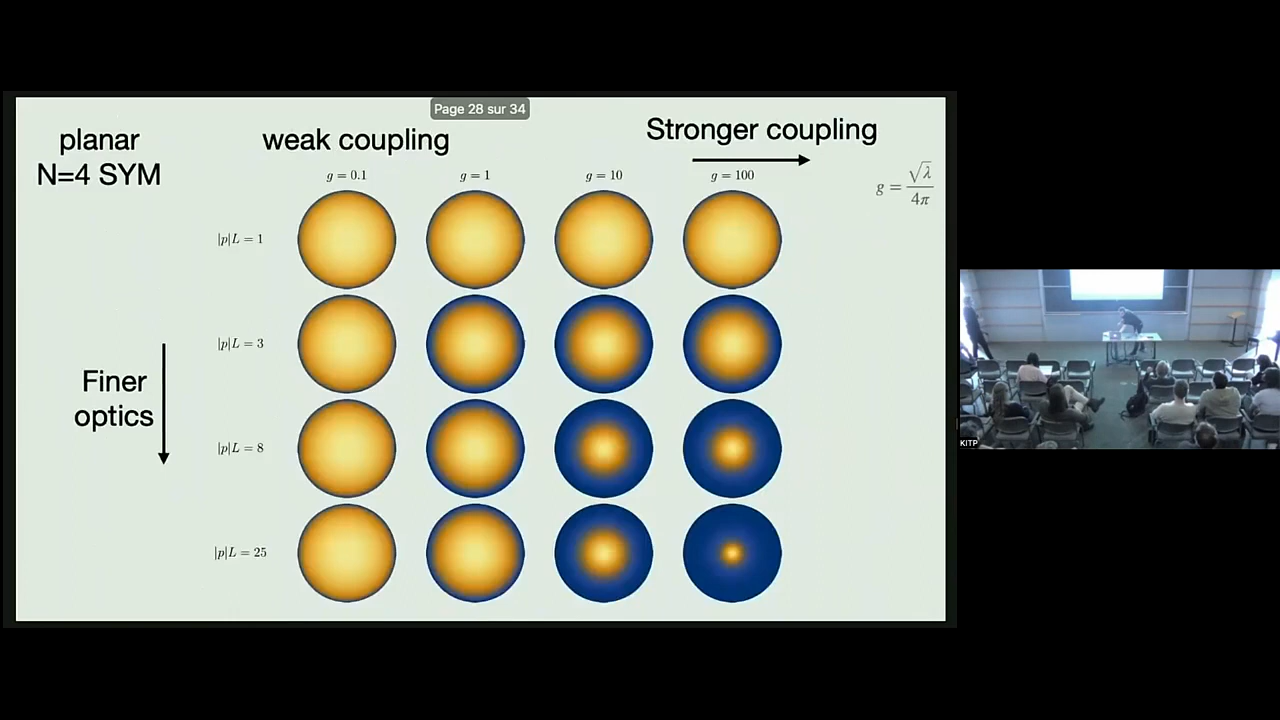 Page 28 sur 34
planar
N=4 SYM
weak coupling
Stronger coupling
g = 0.1
g = 1
g = 10
g = 100
g = √λ / 4π
|p|L = 1
|p|L = 3
Finer
optics
|p|L = 8
|p|L = 25
KITP